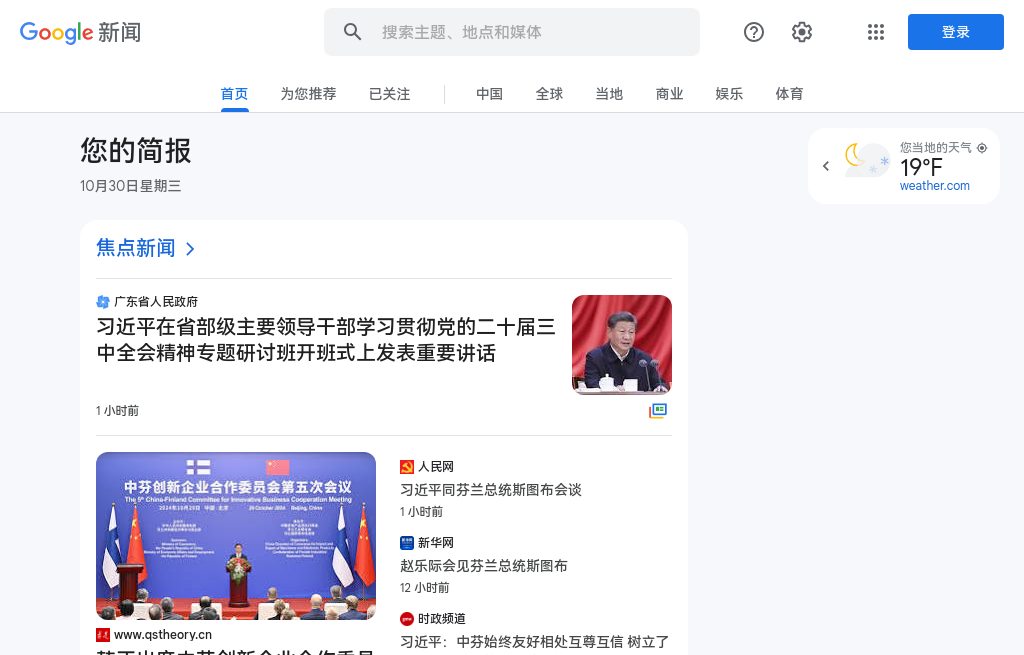 Google 新闻
搜索主题、地点和媒体
登录
首页
为您推荐
已关注
中国
全球
当地
商业
娱乐
体育
您的简报
10月30日星期三
您当地的天气
19°F
weather.com
焦点新闻
广东省人民政府
习近平在省部级主要领导干部学习贯彻党的二十届三
中全会精神专题研讨班开班式上发表重要讲话
1 小时前
中芬创新企业合作委员会第五次会议
The 5th China-Finland Committee for Innovative Business Cooperation Meeting
2024年10月29日 中国·北京
29 October 2024 Beijing, China
www.qstheory.cn
人民网
习近平同芬兰总统斯图布会谈
1 小时前
新华网
赵乐际会见芬兰总统斯图布
12 小时前
时政频道
习近平：中芬始终友好相处互尊互信 树立了